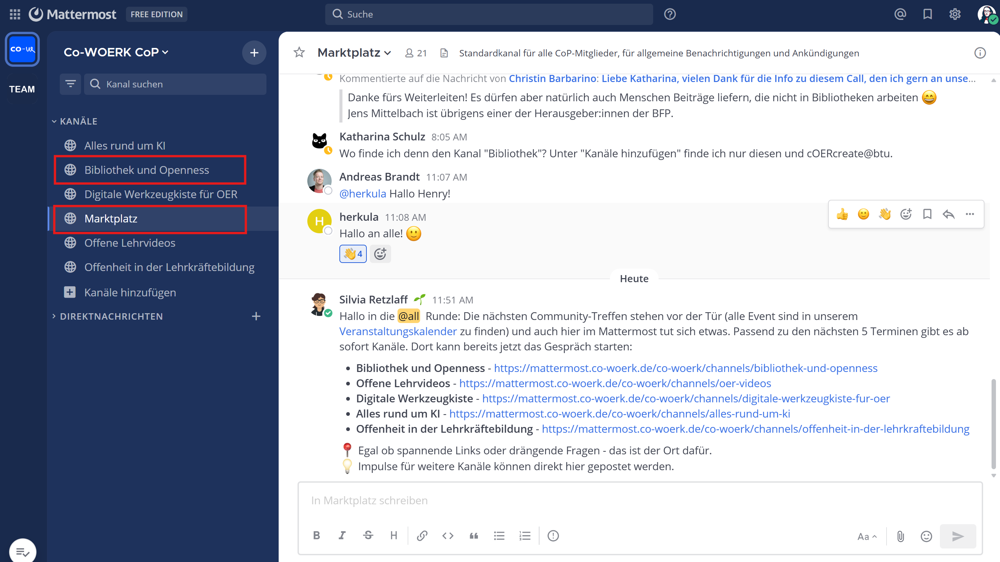 Mattermost FREE EDITION
Suche
co-w
TEAM
Co-WOERK CoP
Kanal suchen
KANÄLE
Alles rund um KI
Bibliothek und Openness
Digitale Werkzeugkiste für OER
Marktplatz
Offene Lehrvideos
Offenheit in der Lehrkräftebildung
Kanäle hinzufügen
DIREKTNACHRICHTEN
Marktplatz 21 Standardkanal für alle CoP-Mitglieder, für allgemeine Benachrichtigungen und Ankündigungen
Kommentierte auf die Nachricht von Christin Barbarino: Liebe Katharina, vielen Dank für die Info zu diesem Call, den ich gern an unse...
Danke fürs Weiterleiten! Es dürfen aber natürlich auch Menschen Beiträge liefern, die nicht in Bibliotheken arbeiten 😄
Jens Mittelbach ist übrigens einer der Herausgeber:innen der BFP.
Katharina Schulz 8:05 AM
Wo finde ich denn den Kanal "Bibliothek"? Unter "Kanäle hinzufügen" finde ich nur diesen und cOERcreate@btu.
Andreas Brandt 11:07 AM
@herkula Hallo Henry!
H
herkula 11:08 AM
Hallo an alle! 🙂
👋 4
Heute
Silvia Retzlaff 🌱 11:51 AM
Hallo in die @all Runde: Die nächsten Community-Treffen stehen vor der Tür (alle Event sind in unserem
Veranstaltungskalender zu finden) und auch hier im Mattermost tut sich etwas. Passend zu den nächsten 5 Terminen gibt es ab
sofort Kanäle. Dort kann bereits jetzt das Gespräch starten:
• Bibliothek und Openness - https://mattermost.co-woerk.de/co-woerk/channels/bibliothek-und-openness
• Offene Lehrvideos - https://mattermost.co-woerk.de/co-woerk/channels/oer-videos
• Digitale Werkzeugkiste - https://mattermost.co-woerk.de/co-woerk/channels/digitale-werkzeugkiste-fur-oer
• Alles rund um KI - https://mattermost.co-woerk.de/co-woerk/channels/alles-rund-um-ki
• Offenheit in der Lehrkräftebildung - https://mattermost.co-woerk.de/co-woerk/channels/offenheit-in-der-lehrkraftebildung
📍 Egal ob spannende Links oder drängende Fragen - das ist der Ort dafür.
💡 Impulse für weitere Kanäle können direkt hier gepostet werden.
In Marktplatz schreiben
B I S H Aa